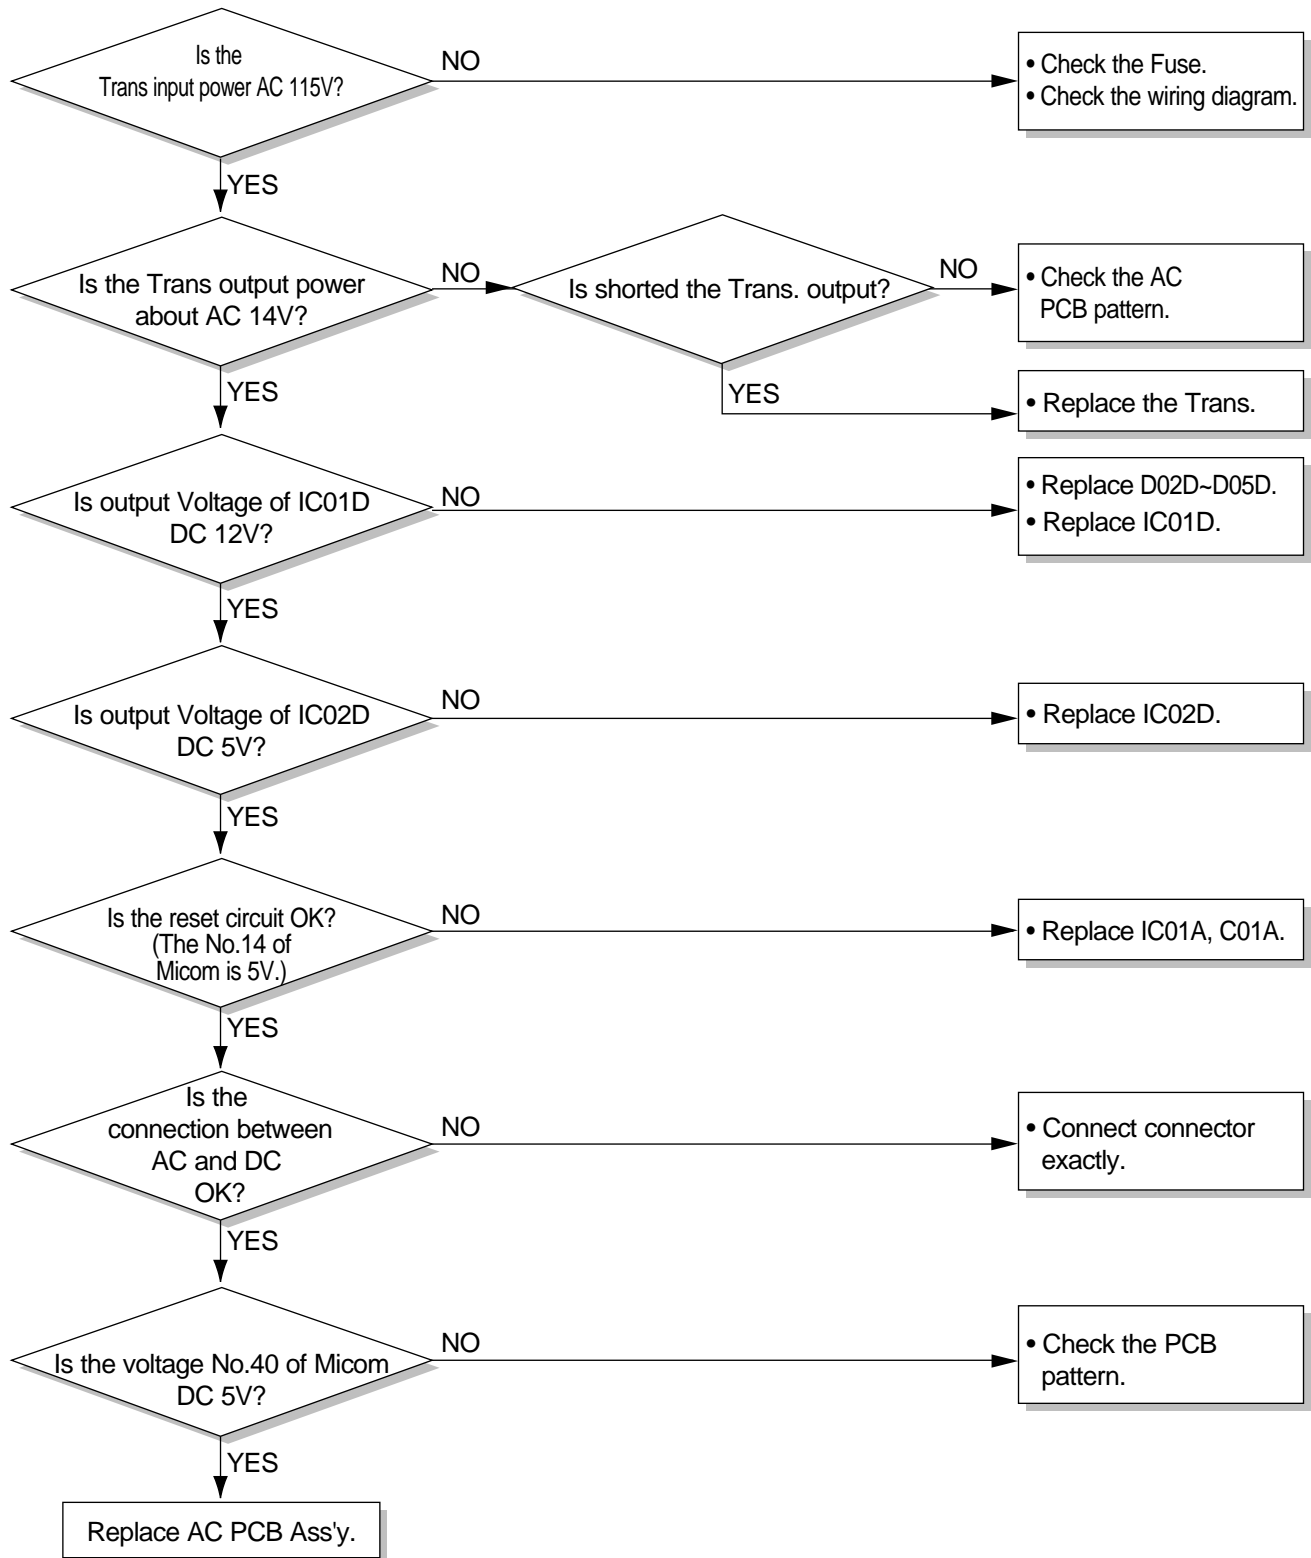 Is the
Trans input power AC 115V?
NO
• Check the Fuse.
• Check the wiring diagram.
YES
Is the Trans output power
about AC 14V?
NO
Is shorted the Trans. output?
NO
• Check the AC
PCB pattern.
YES
YES
• Replace the Trans.
Is output Voltage of IC01D
DC 12V?
NO
• Replace D02D~D05D.
• Replace IC01D.
YES
Is output Voltage of IC02D
DC 5V?
NO
• Replace IC02D.
YES
Is the reset circuit OK?
(The No.14 of
Micom is 5V.)
NO
• Replace IC01A, C01A.
YES
Is the
connection between
AC and DC
OK?
NO
• Connect connector
exactly.
YES
Is the voltage No.40 of Micom
DC 5V?
NO
• Check the PCB
pattern.
YES
Replace AC PCB Ass'y.